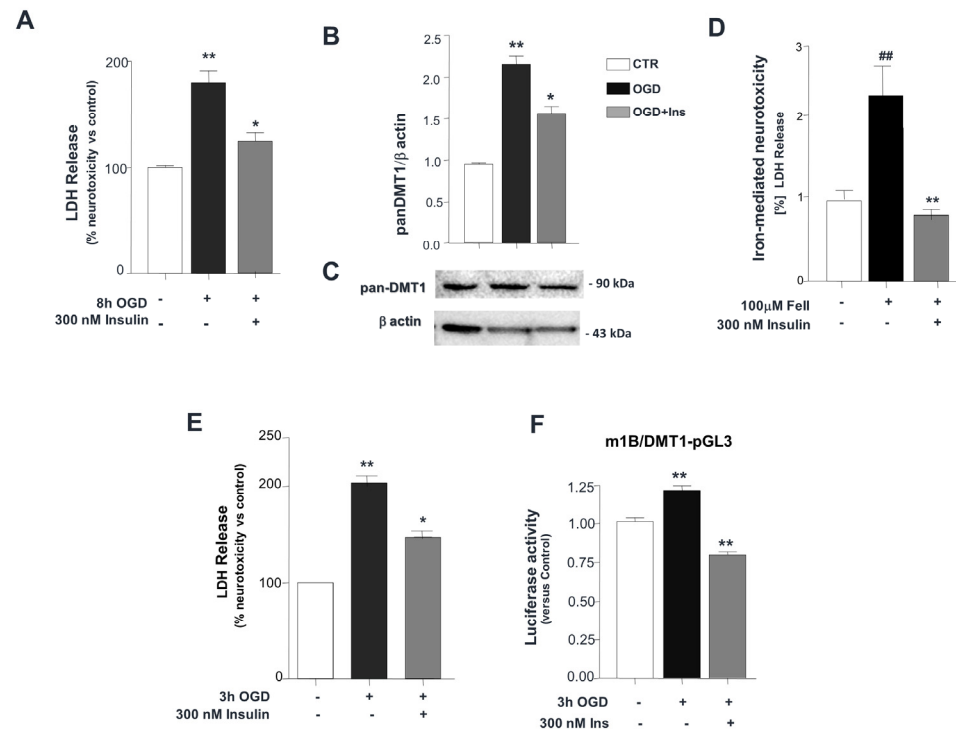 A
LDH Release
(% neurotoxicity vs control)
200
100
0
**
*
8h OGD - + +
300 nM Insulin - - +
B
panDMT1/β actin
2.5
2.0
1.5
1.0
0.5
0.0
**
*
CTR
OGD
OGD+Ins
C
pan-DMT1
- 90 kDa
β actin
- 43 kDa
D
Iron-mediated neurotoxicity
[%] LDH Release
3
2
1
0
##
**
100μM FeII - + +
300 nM Insulin - - +
E
LDH Release
(% neurotoxicity vs control)
250
200
100
0
**
*
3h OGD - + +
300 nM Insulin - - +
F
m1B/DMT1-pGL3
Luciferase activity
(versus Control)
1.25
1.00
0.75
0.50
0.25
0.00
**
**
3h OGD - + +
300 nM Ins - - +